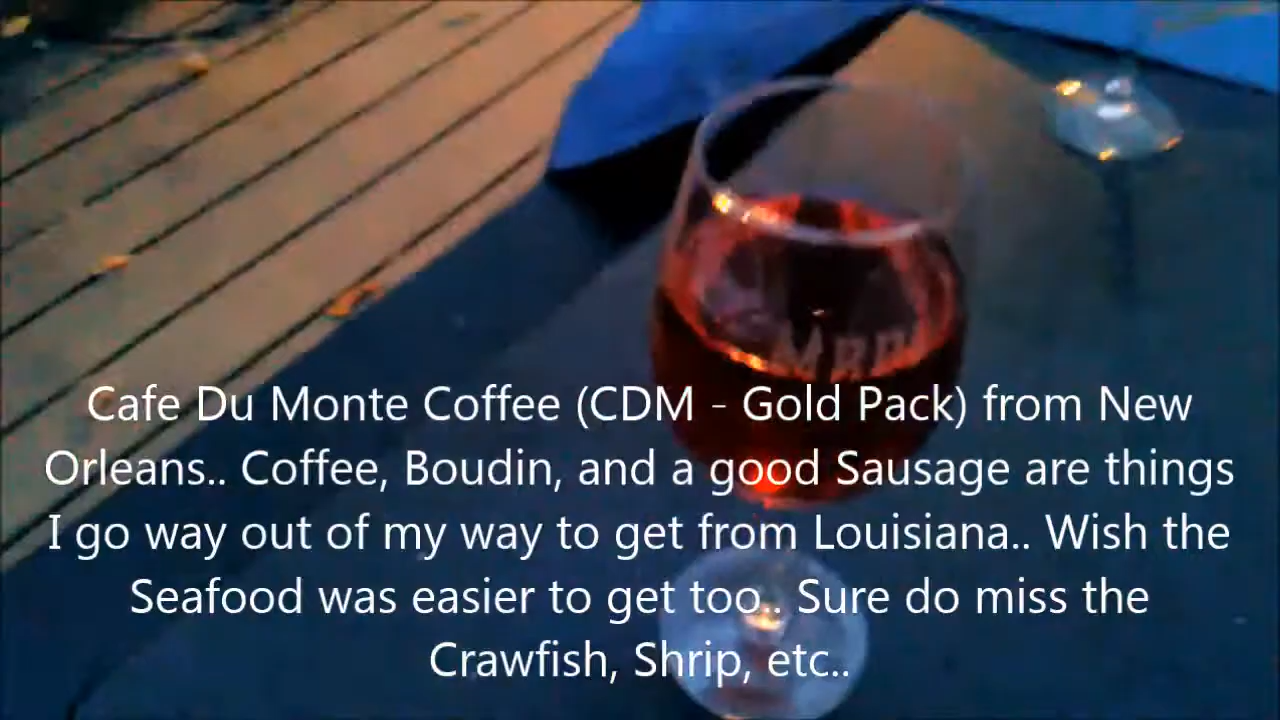 Cafe Du Monte Coffee (CDM - Gold Pack) from New
Orleans.. Coffee, Boudin, and a good Sausage are things
I go way out of my way to get from Louisiana.. Wish the
Seafood was easier to get too.. Sure do miss the
Crawfish, Shrip, etc..